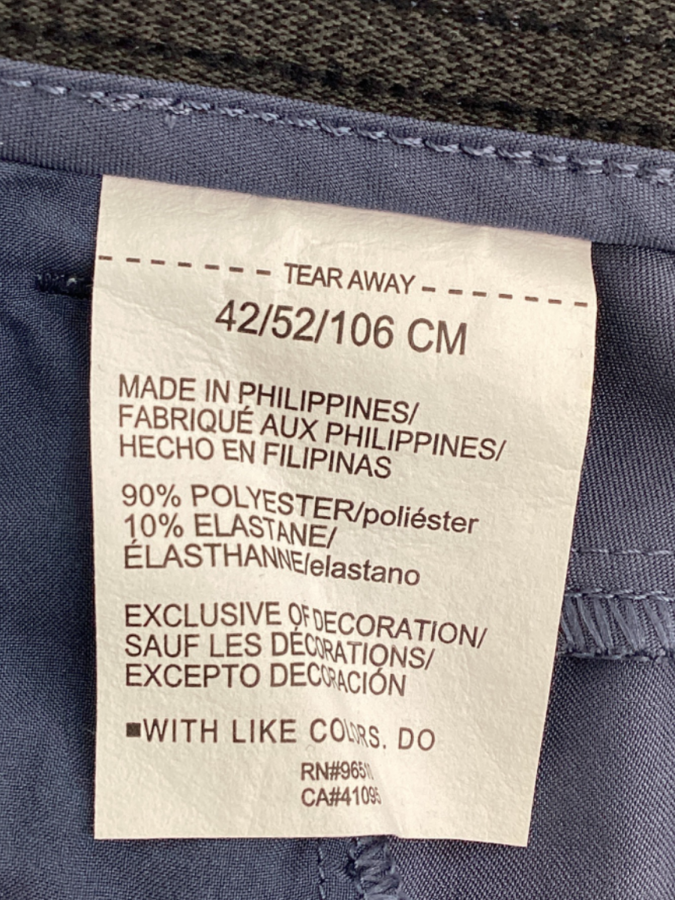 TEAR AWAY
42/52/106 CM
MADE IN PHILIPPINES/
FABRIQUÉ AUX PHILIPPINES/
HECHO EN FILIPINAS
90% POLYESTER/poliéster
10% ELASTANE/
ÉLASTHANNE/elastano
EXCLUSIVE OF DECORATION/
SAUF LES DÉCORATIONS/
EXCEPTO DECORACIÓN
■WITH LIKE COLORS. DO
RN#96510
CA#41095